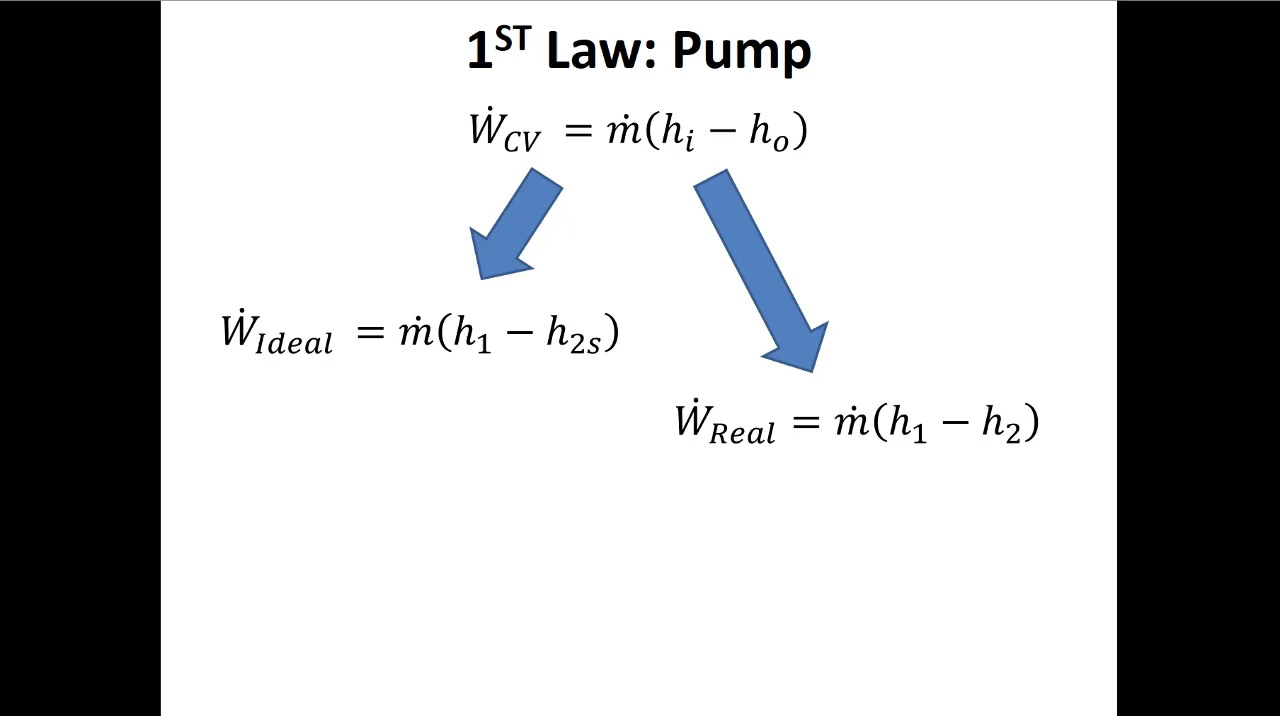 1ST Law: Pump
Ẇ_CV = ṁ(h_i − h_o)
Ẇ_Ideal = ṁ(h_1 − h_2s)
Ẇ_Real = ṁ(h_1 − h_2)